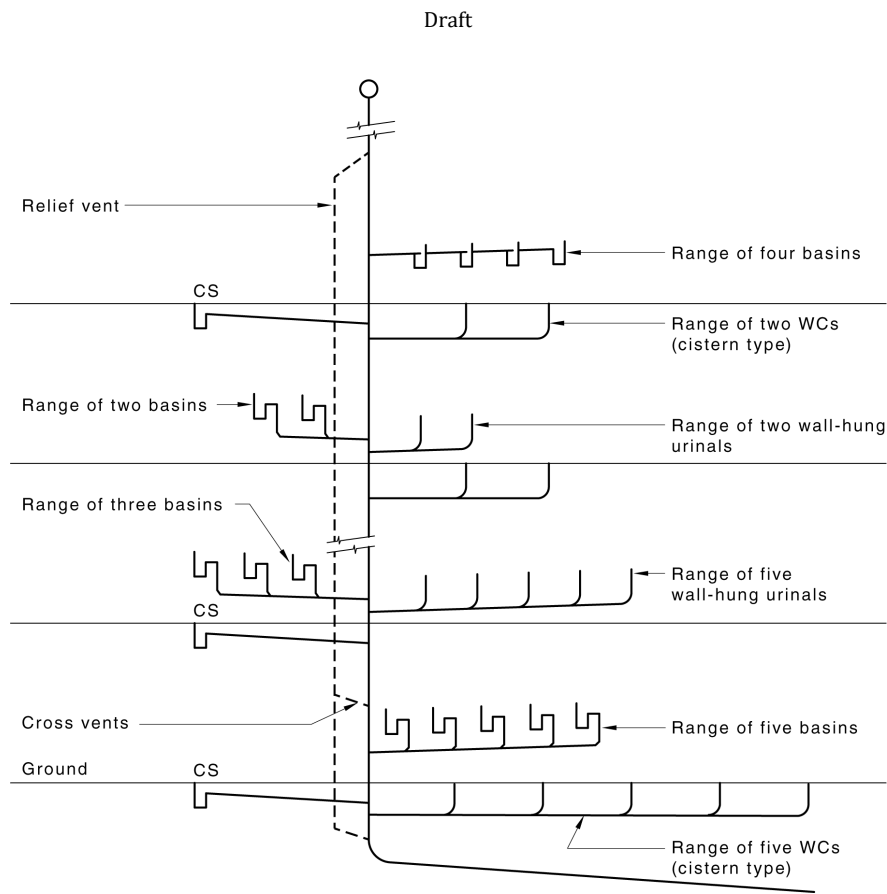 Draft
Relief vent
Range of four basins
CS
Range of two WCs
(cistern type)
Range of two basins
Range of two wall-hung
urinals
Range of three basins
Range of five
wall-hung urinals
CS
Cross vents
Range of five basins
Ground
CS
Range of five WCs
(cistern type)